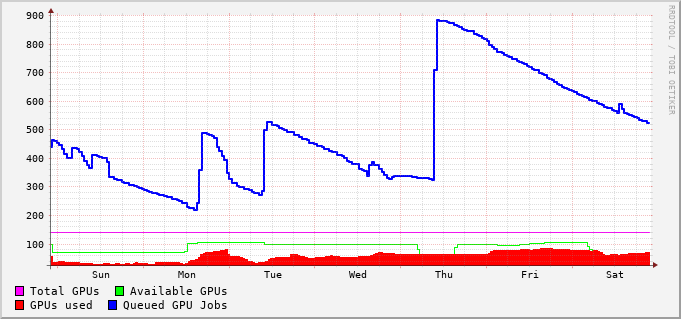 900
800
700
600
500
400
300
200
100
Sun Mon Tue Wed Thu Fri Sat
Total GPUs Available GPUs
GPUs used Queued GPU Jobs
RRDTOOL / TOBI OETIKER